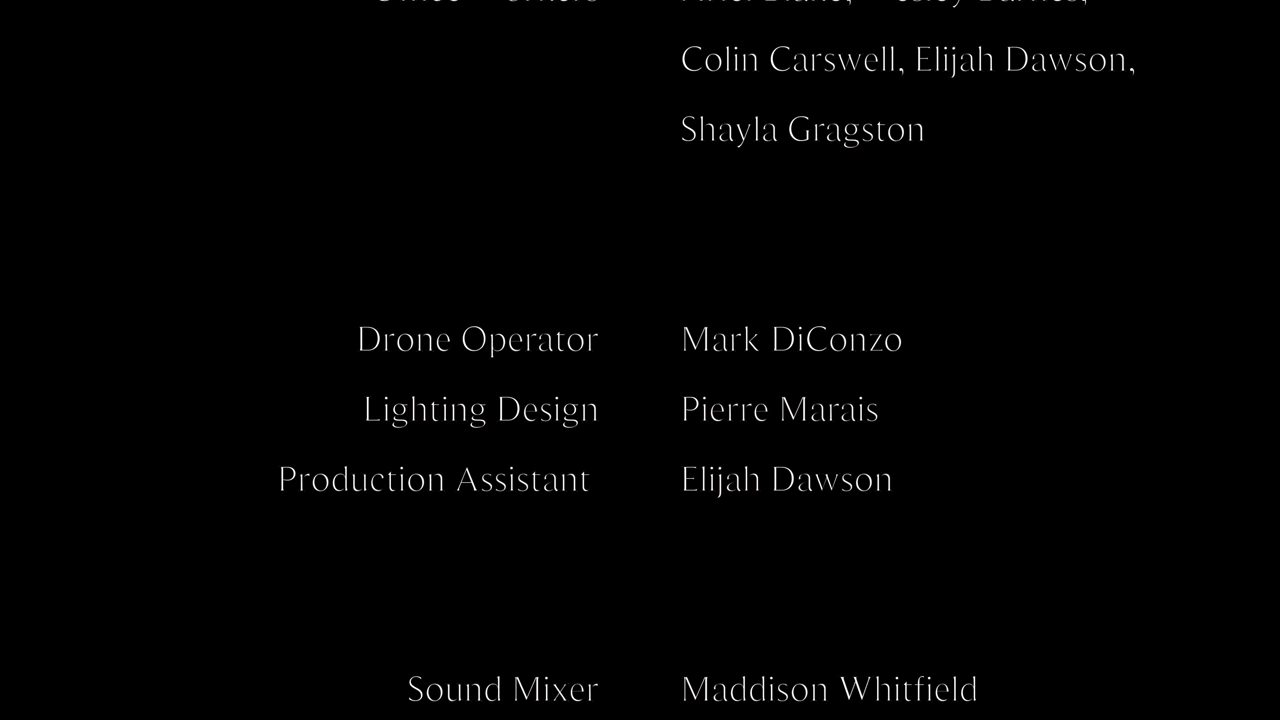 Colin Carswell, Elijah Dawson,
Shayla Gragston
Drone Operator Mark DiConzo
Lighting Design Pierre Marais
Production Assistant Elijah Dawson
Sound Mixer Maddison Whitfield